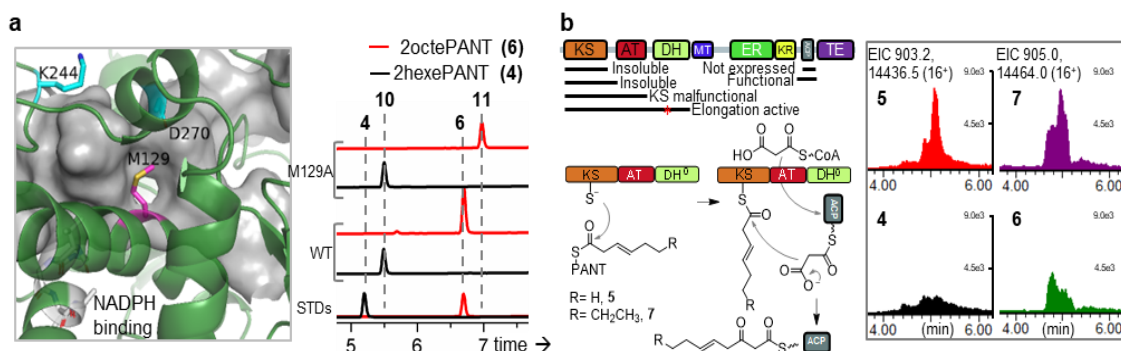 a
K244
D270
M129
NADPH
binding
2octePANT (6)
2hexePANT (4)
10
11
4
6
M129A
WT
STDs
5
6
7
time →
b
KS
AT
DH
MT
ER
KR
ACP
TE
Insoluble
Not expressed
Insoluble
Functional
KS malfunctional
Elongation active
O
O
HO
S
CoA
KS
AT
DH⁰
KS
AT
DH⁰
S⁻
S
O
ACP
O
R
S
S
O
PANT
O
O
O
R
R= H, 5
R= CH₂CH₃, 7
R
O
O
S
ACP
EIC 903.2,
14436.5 (16⁺)
EIC 905.0,
14464.0 (16⁺)
9.0e3
9.0e3
5
7
4.5e3
4.5e3
4.00
6.00
4.00
6.00
9.0e3
9.0e3
4
6
4.5e3
4.5e3
4.00
(min)
6.00
4.00
(min)
6.00